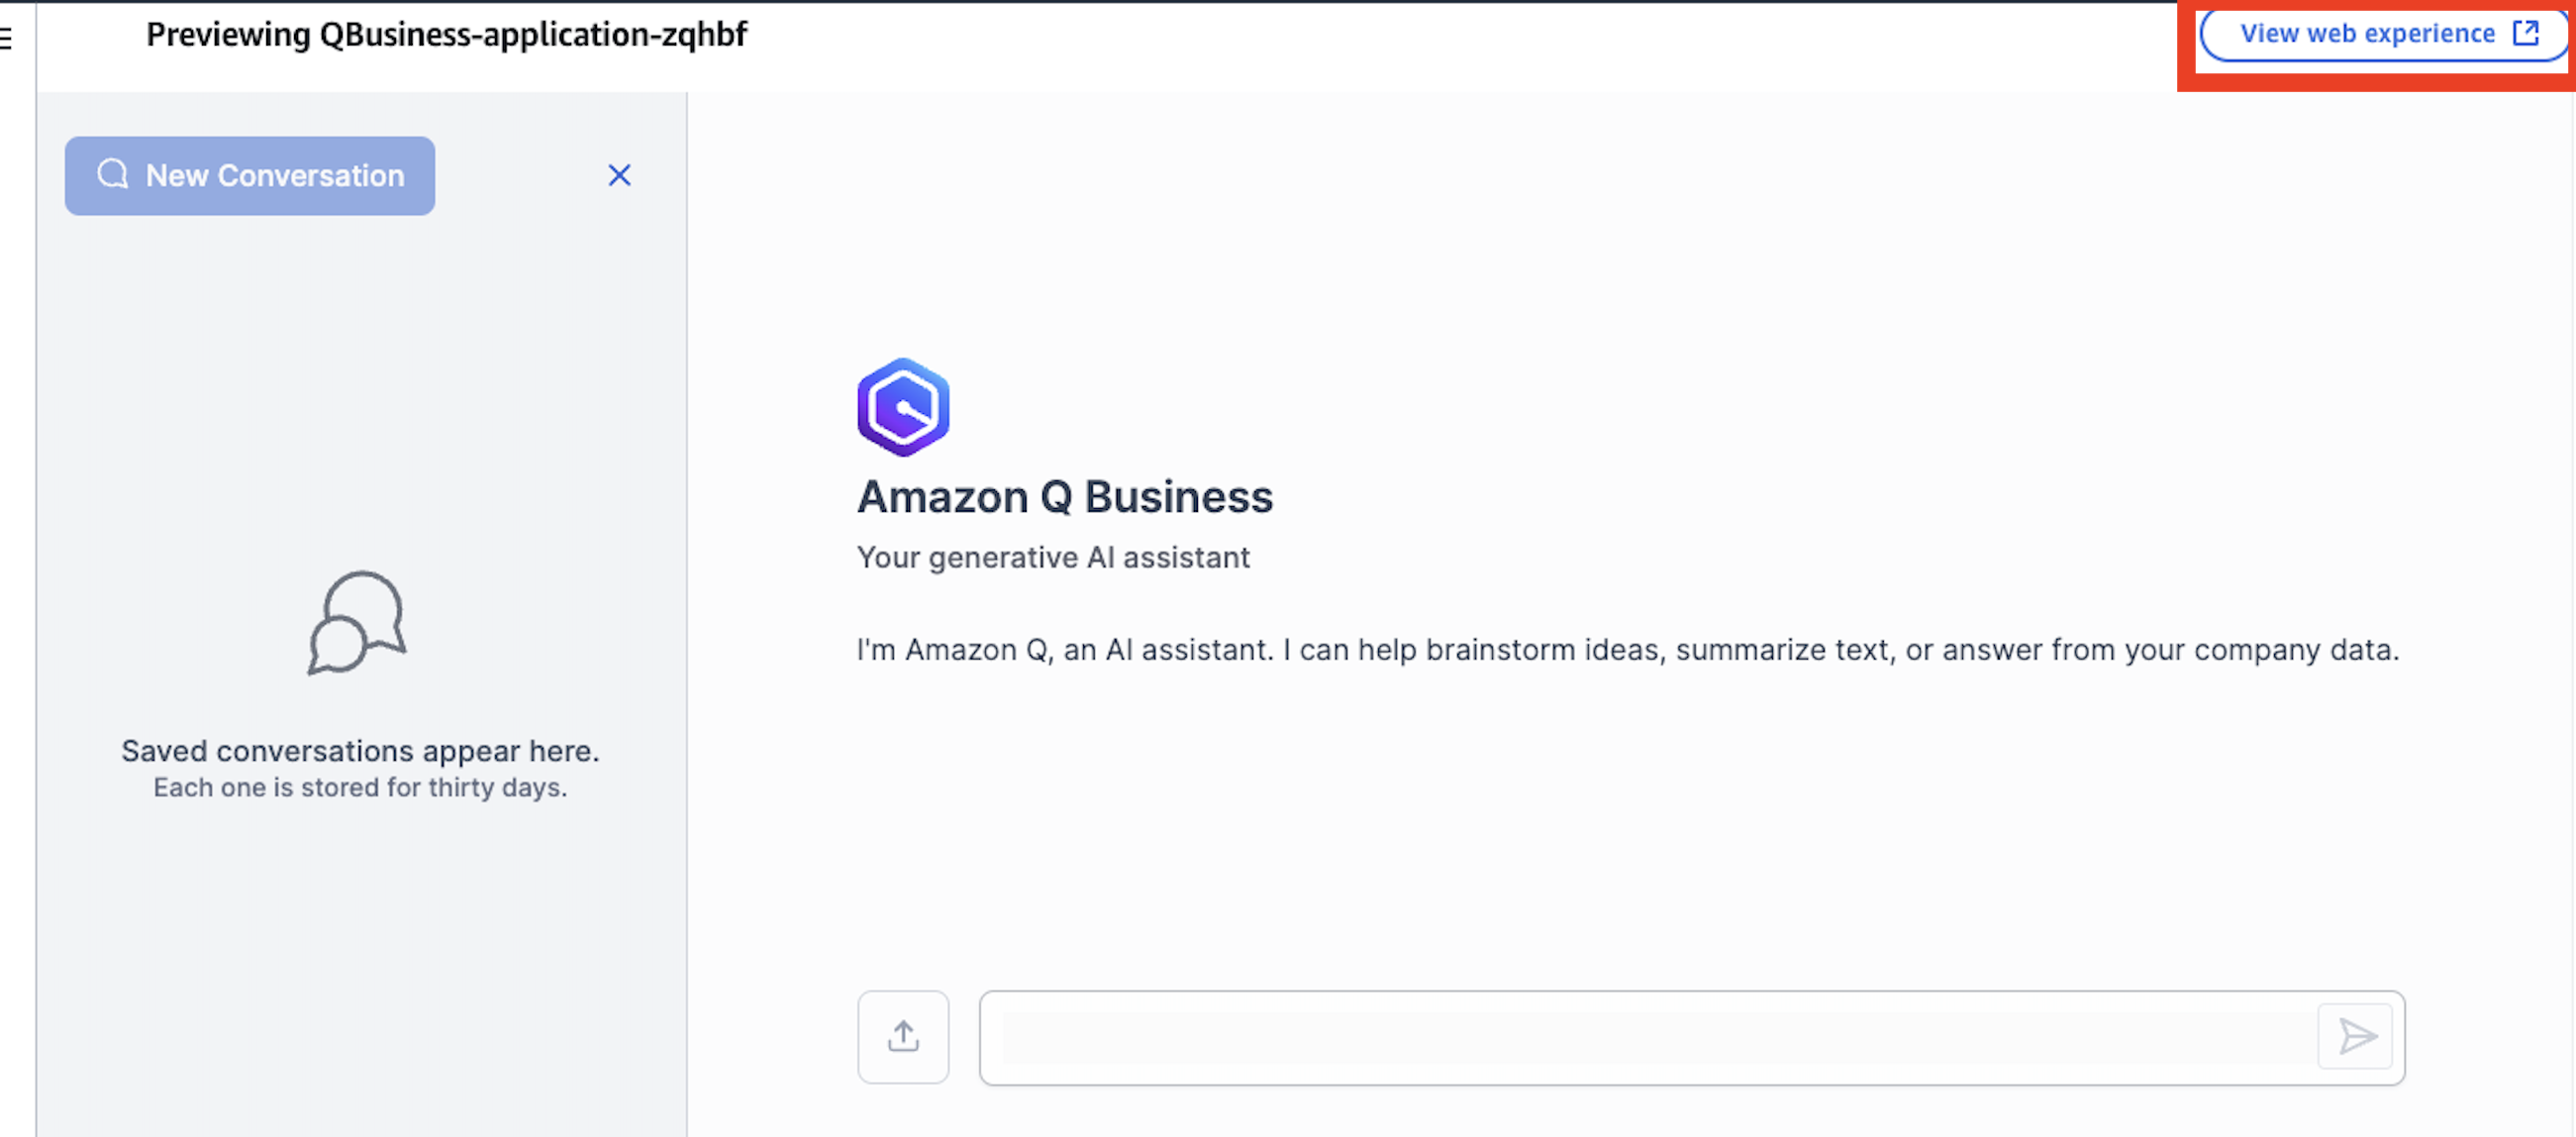 Previewing QBusiness-application-zqhbf
View web experience
New Conversation
Amazon Q Business
Your generative AI assistant
I'm Amazon Q, an AI assistant. I can help brainstorm ideas, summarize text, or answer from your company data.
Saved conversations appear here.
Each one is stored for thirty days.